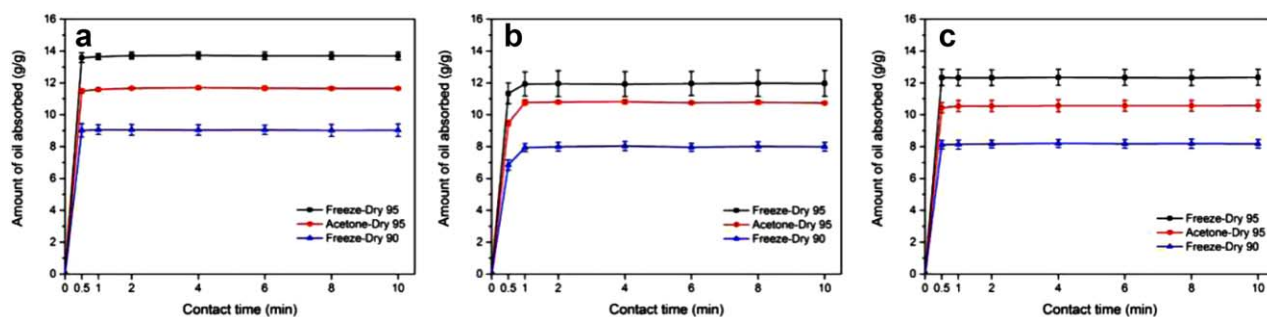 a
16
14
12
10
8
6
4
2
0
Amount of oil absorbed (g/g)
Freeze-Dry 95
Acetone-Dry 95
Freeze-Dry 90
0 0.5 1 2 4 6 8 10
Contact time (min)
b
16
14
12
10
8
6
4
2
0
Amount of oil absorbed (g/g)
Freeze-Dry 95
Acetone-Dry 95
Freeze-Dry 90
0 0.5 1 2 4 6 8 10
Contact time (min)
c
16
14
12
10
8
6
4
2
0
Amount of oil absorbed (g/g)
Freeze-Dry 95
Acetone-Dry 95
Freeze-Dry 90
0 0.5 1 2 4 6 8 10
Contact time (min)